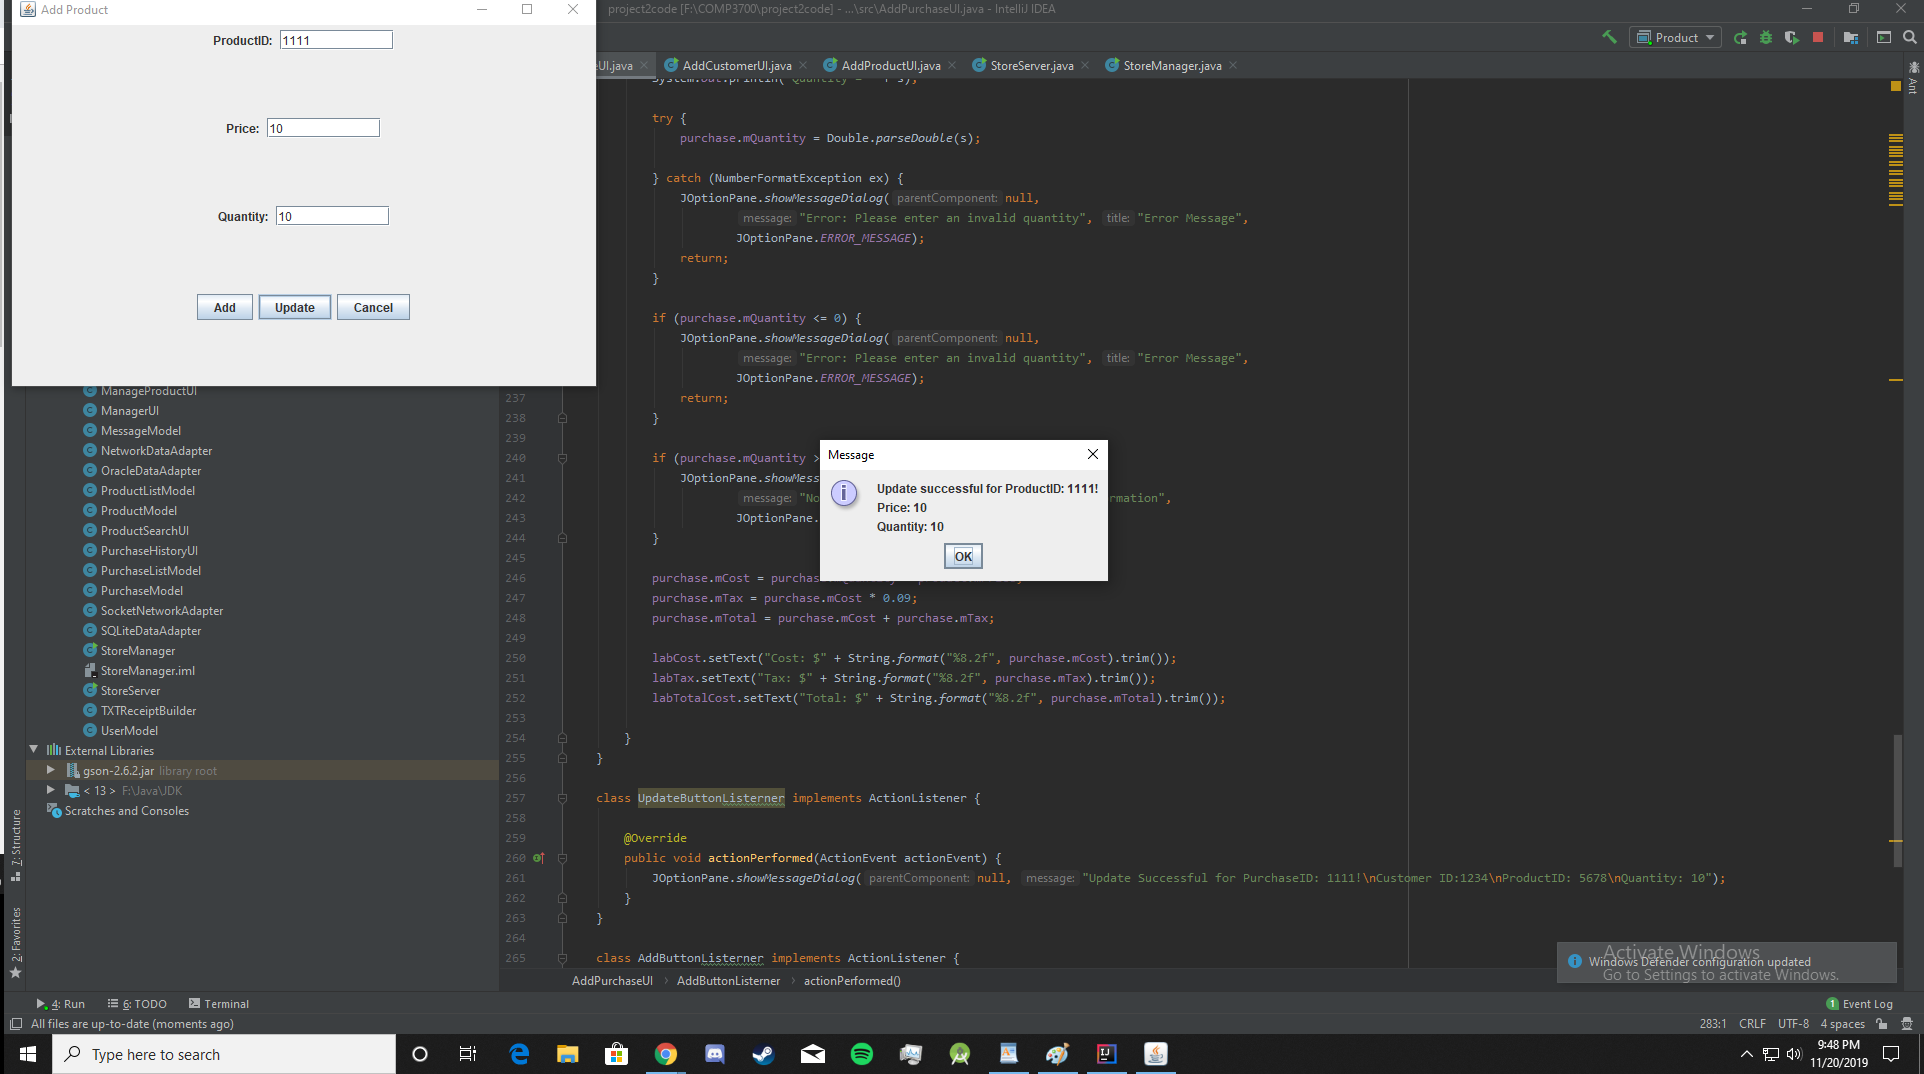 Add Product
project2code [F:\COMP3700\project2code] - ...\src\AddPurchaseUI.java - IntelliJ IDEA
ProductID: 1111
Price: 10
Quantity: 10
Add Update Cancel
Product
AddCustomerUI.java AddProductUI.java StoreServer.java StoreManager.java
Ant
try {
purchase.mQuantity = Double.parseDouble(s);
} catch (NumberFormatException ex) {
JOptionPane.showMessageDialog( parentComponent: null,
message: "Error: Please enter an invalid quantity", title: "Error Message",
JOptionPane.ERROR_MESSAGE);
return;
}
if (purchase.mQuantity <= 0) {
JOptionPane.showMessageDialog( parentComponent: null,
message: "Error: Please enter an invalid quantity", title: "Error Message",
JOptionPane.ERROR_MESSAGE);
237 return;
238 }
239
240 if (purchase.mQuantity >
241 JOptionPane.showMess
242 message: "No rmation",
243 JOptionPane.
244 }
245
246 purchase.mCost = purchas
247 purchase.mTax = purchase.mCost * 0.09;
248 purchase.mTotal = purchase.mCost + purchase.mTax;
249
250 labCost.setText("Cost: $" + String.format("%8.2f", purchase.mCost).trim());
251 labTax.setText("Tax: $" + String.format("%8.2f", purchase.mTax).trim());
252 labTotalCost.setText("Total: $" + String.format("%8.2f", purchase.mTotal).trim());
253
254 }
255 }
256
257 class UpdateButtonListerner implements ActionListener {
258
259 @Override
260 public void actionPerformed(ActionEvent actionEvent) {
261 JOptionPane.showMessageDialog( parentComponent: null, message: "Update Successful for PurchaseID: 1111!\nCustomer ID:1234\nProductID: 5678\nQuantity: 10");
262 }
263 }
264
265 class AddButtonListerner implements ActionListener {
Message
Update successful for ProductID: 1111!
Price: 10
Quantity: 10
OK
ManageProductUI
ManagerUI
MessageModel
NetworkDataAdapter
OracleDataAdapter
ProductListModel
ProductModel
ProductSearchUI
PurchaseHistoryUI
PurchaseListModel
PurchaseModel
SocketNetworkAdapter
SQLiteDataAdapter
StoreManager
StoreManager.iml
StoreServer
TXTReceiptBuilder
UserModel
External Libraries
gson-2.6.2.jar library root
< 13 > F:\Java\JDK
Scratches and Consoles
7: Structure
2: Favorites
Activate Windows
Windows Defender configuration updated
Go to Settings to activate Windows.
AddPurchaseUI AddButtonListerner actionPerformed()
4: Run 6: TODO Terminal
1 Event Log
All files are up-to-date (moments ago)
283:1 CRLF UTF-8 4 spaces
Type here to search
9:48 PM
11/20/2019